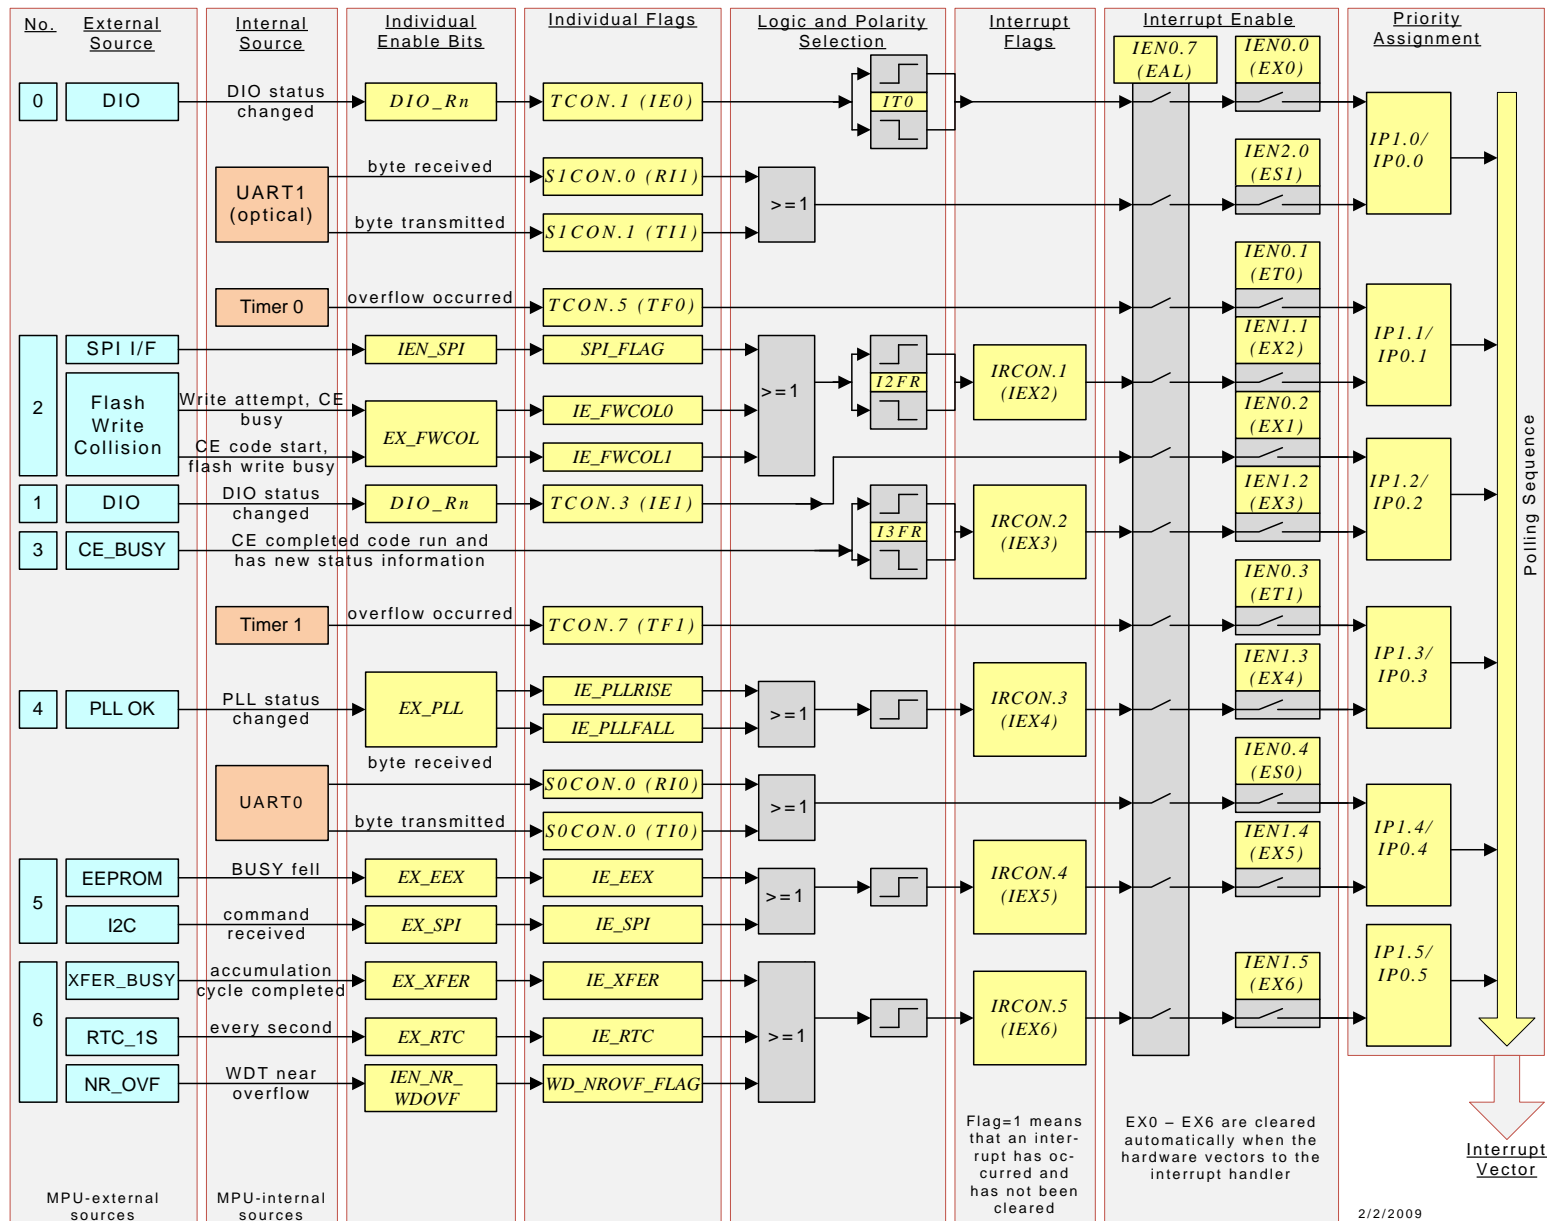 No.
External
Source
Internal
Source
Individual
Enable Bits
Individual Flags
Logic and Polarity
Selection
Interrupt
Flags
Interrupt Enable
Priority
Assignment
IEN0.7
(EAL)
IEN0.0
(EX0)
0
DIO
DIO status
changed
DIO_Rn
TCON.1 (IE0)
IT0
IP1.0/
IP0.0
UART1
(optical)
byte received
S1CON.0 (RI1)
byte transmitted
S1CON.1 (TI1)
>=1
IEN2.0
(ES1)
Timer 0
overflow occurred
TCON.5 (TF0)
IEN0.1
(ET0)
IP1.1/
IP0.1
2
SPI I/F
IEN_SPI
SPI_FLAG
Flash
Write
Collision
Write attempt, CE
busy
CE code start,
flash write busy
EX_FWCOL
IE_FWCOL0
IE_FWCOL1
>=1
I2FR
IRCON.1
(IEX2)
IEN1.1
(EX2)
IEN0.2
(EX1)
1
DIO
DIO status
changed
DIO_Rn
TCON.3 (IE1)
IP1.2/
IP0.2
3
CE_BUSY
CE completed code run and
has new status information
I3FR
IRCON.2
(IEX3)
IEN1.2
(EX3)
Polling Sequence
Timer 1
overflow occurred
TCON.7 (TF1)
IEN0.3
(ET1)
IP1.3/
IP0.3
4
PLL OK
PLL status
changed
EX_PLL
IE_PLLRISE
IE_PLLFALL
>=1
IRCON.3
(IEX4)
IEN1.3
(EX4)
UART0
byte received
S0CON.0 (RI0)
byte transmitted
S0CON.0 (TI0)
>=1
IEN0.4
(ES0)
IP1.4/
IP0.4
5
EEPROM
BUSY fell
EX_EEX
IE_EEX
I2C
command
received
EX_SPI
IE_SPI
>=1
IRCON.4
(IEX5)
IEN1.4
(EX5)
6
XFER_BUSY
accumulation
cycle completed
EX_XFER
IE_XFER
RTC_1S
every second
EX_RTC
IE_RTC
NR_OVF
WDT near
overflow
IEN_NR_
WDOVF
WD_NROVF_FLAG
>=1
IRCON.5
(IEX6)
IEN1.5
(EX6)
IP1.5/
IP0.5
Flag=1 means
that an inter-
rupt has oc-
curred and
has not been
cleared
EX0 – EX6 are cleared
automatically when the
hardware vectors to the
interrupt handler
Interrupt
Vector
MPU-external
sources
MPU-internal
sources
2/2/2009